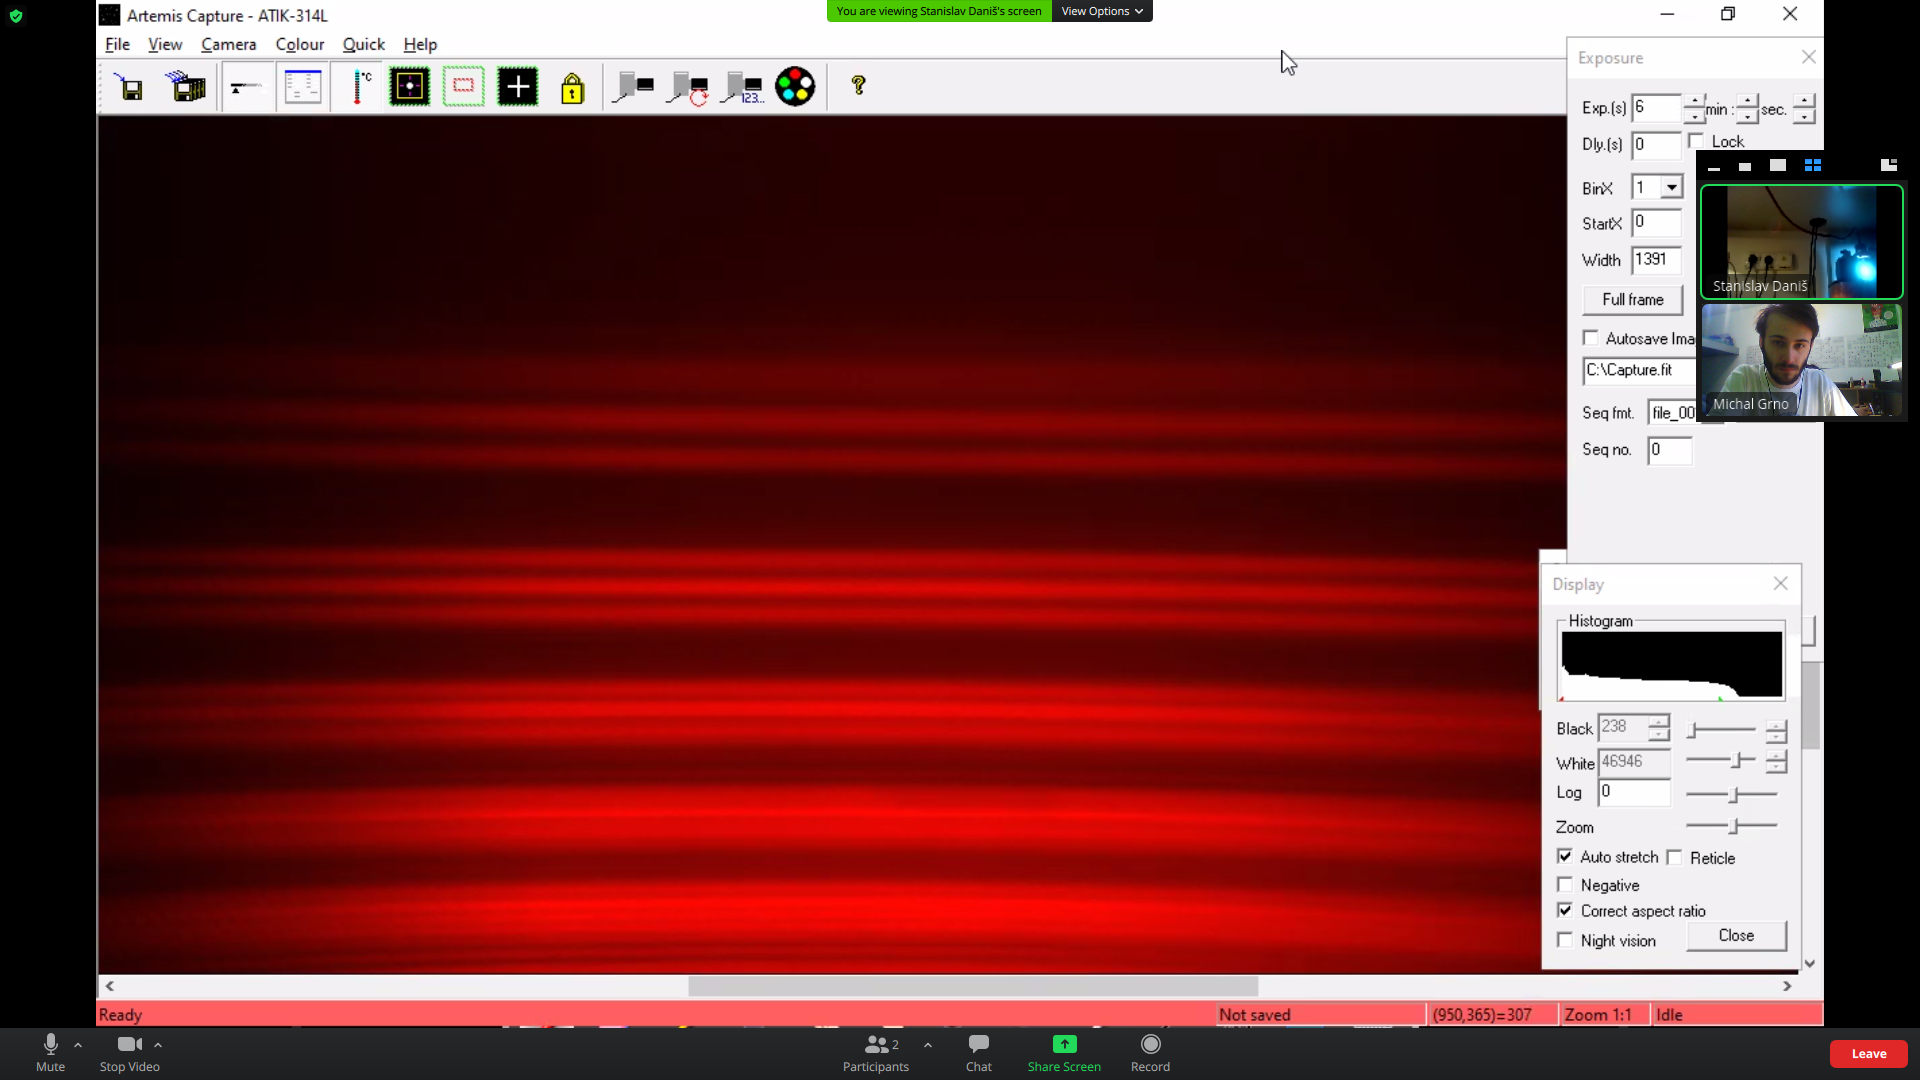 Artemis Capture - ATIK-314L
You are viewing Stanislav Daniš's screen
View Options
File View Camera Colour Quick Help
°C
123...
?
Exposure
Exp.(s) 6 min : sec.
Dly.(s) 0 Lock
BinX 1
StartX 0
Width 1391
Full frame
Autosave Ima
C:\Capture.fit
Seq fmt. file_00
Seq no. 0
Stanislav Daniš
Michal Grno
Display
Histogram
Black 238
White 46946
Log 0
Zoom
Auto stretch Reticle
Negative
Correct aspect ratio
Night vision Close
Ready Not saved (950,365)=307 Zoom 1:1 Idle
Mute Stop Video Participants 2 Chat Share Screen Record Leave